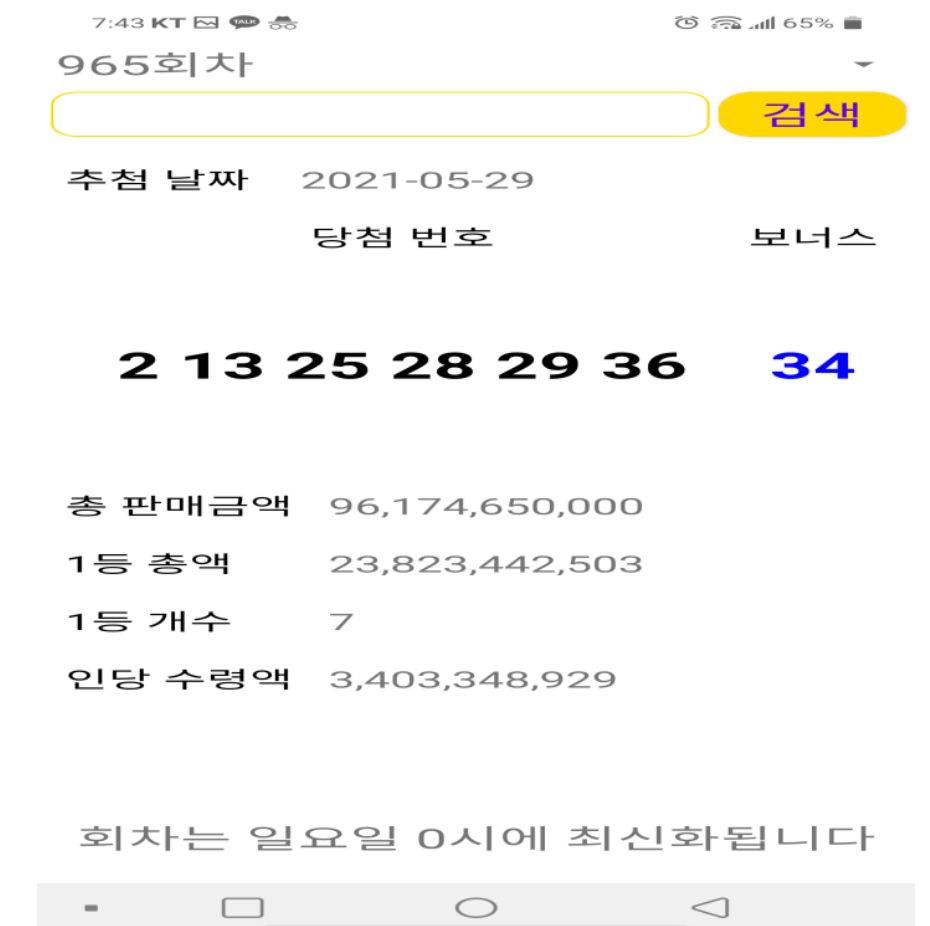 7:43 KT TALK 65%
965회차
검색
추첨 날짜 2021-05-29
당첨 번호 보너스
2 13 25 28 29 36 34
총 판매금액 96,174,650,000
1등 총액 23,823,442,503
1등 개수 7
인당 수령액 3,403,348,929
회차는 일요일 0시에 최신화됩니다